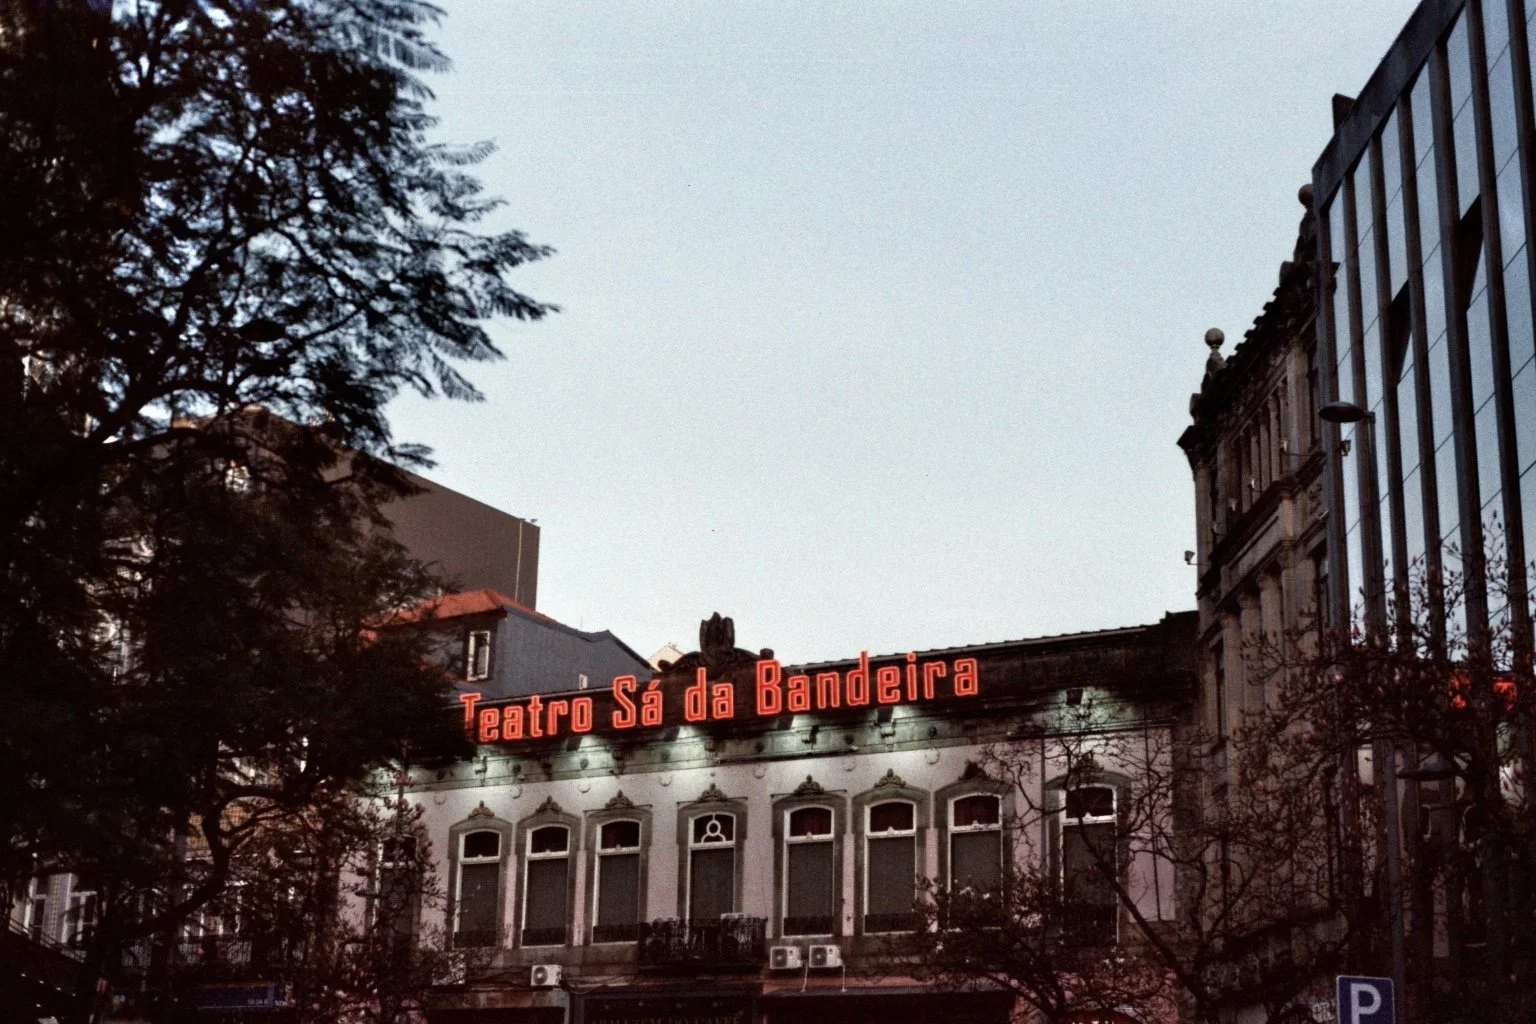 Teatro Sá da Bandeira
P